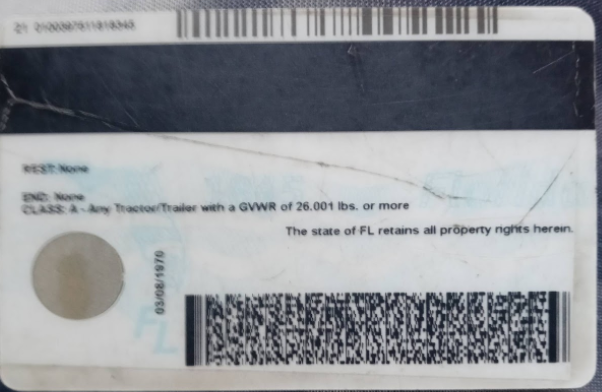 REST: None
END: None
CLASS: A - Any Tractor/Trailer with a GVWR of 26.001 lbs. or more
The state of FL retains all property rights herein.
03/08/1970
FL